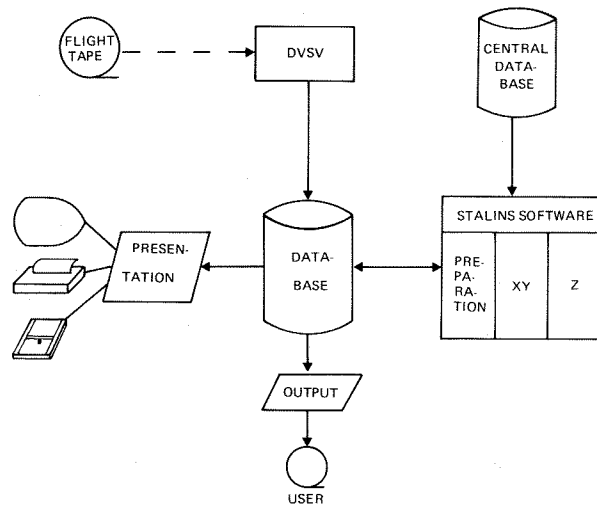 FLIGHT
TAPE
DVSV
CENTRAL
DATA-
BASE
STALINS SOFTWARE
PRE-
PA-
RA-
TION
XY
Z
PRESEN-
TATION
DATA-
BASE
OUTPUT
USER